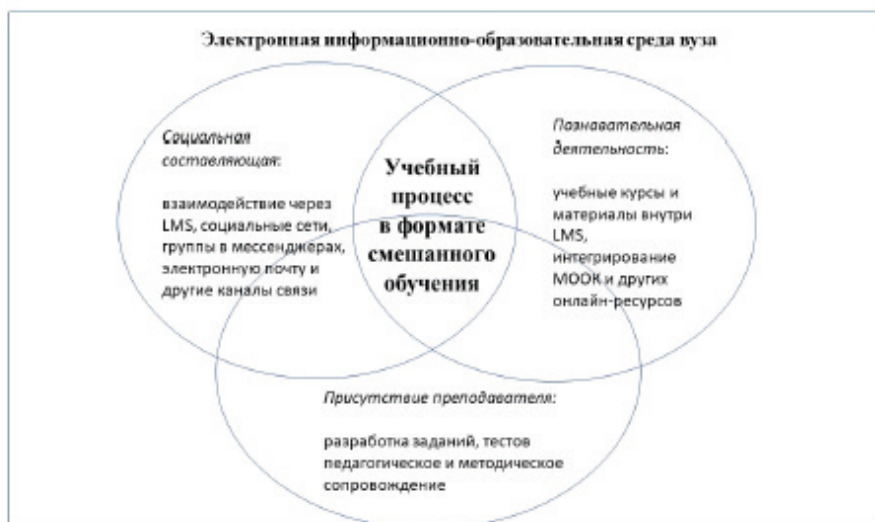 Электронная информационно-образовательная среда вуза
Социальная
составляющая:
взаимодействие через
LMS, социальные сети,
группы в мессенджерах,
электронную почту и
другие каналы связи
Учебный
процесс
в формате
смешанного
обучения
Познавательная
деятельность:
учебные курсы и
материалы внутри
LMS,
интегрирование
МООК и других
онлайн-ресурсов
Присутствие преподавателя:
разработка заданий, тестов
педагогическое и методическое
сопровождение